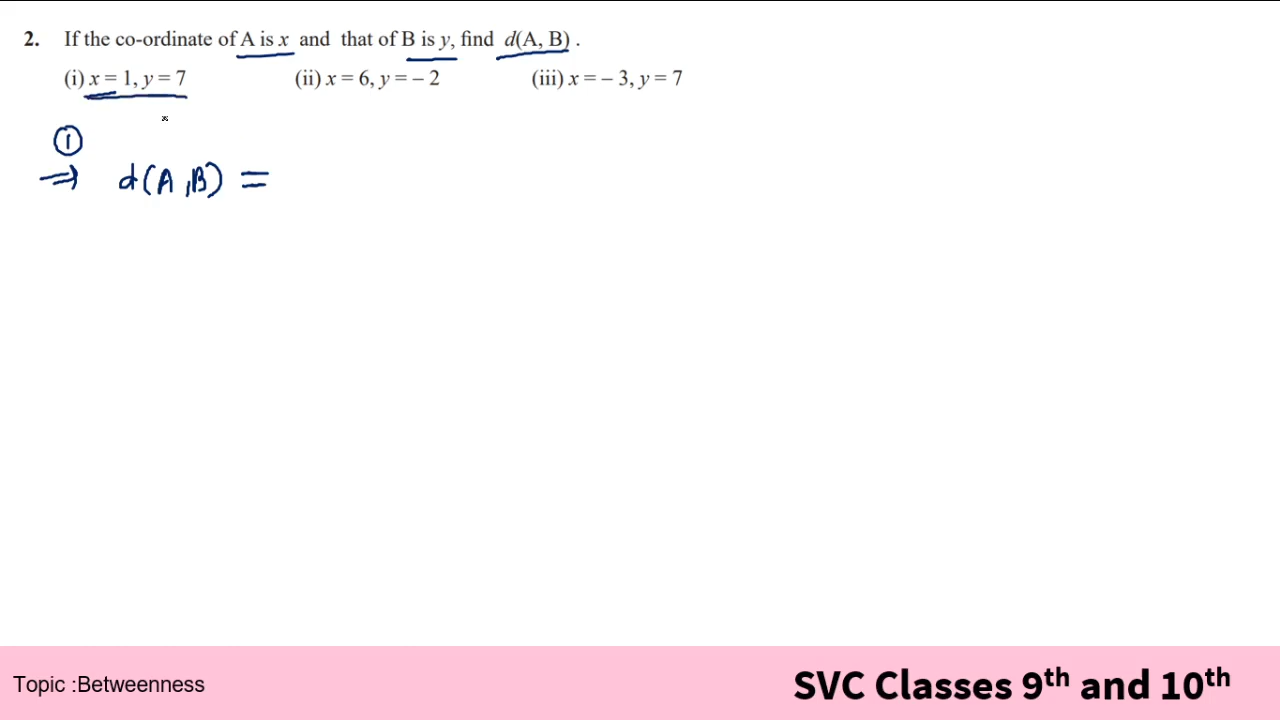 2. If the co-ordinate of A is x and that of B is y, find d(A, B) .
(i) x = 1, y = 7 (ii) x = 6, y = – 2 (iii) x = – 3, y = 7
①
⇒ d(A,B) =
Topic :Betweenness
SVC Classes 9th and 10th